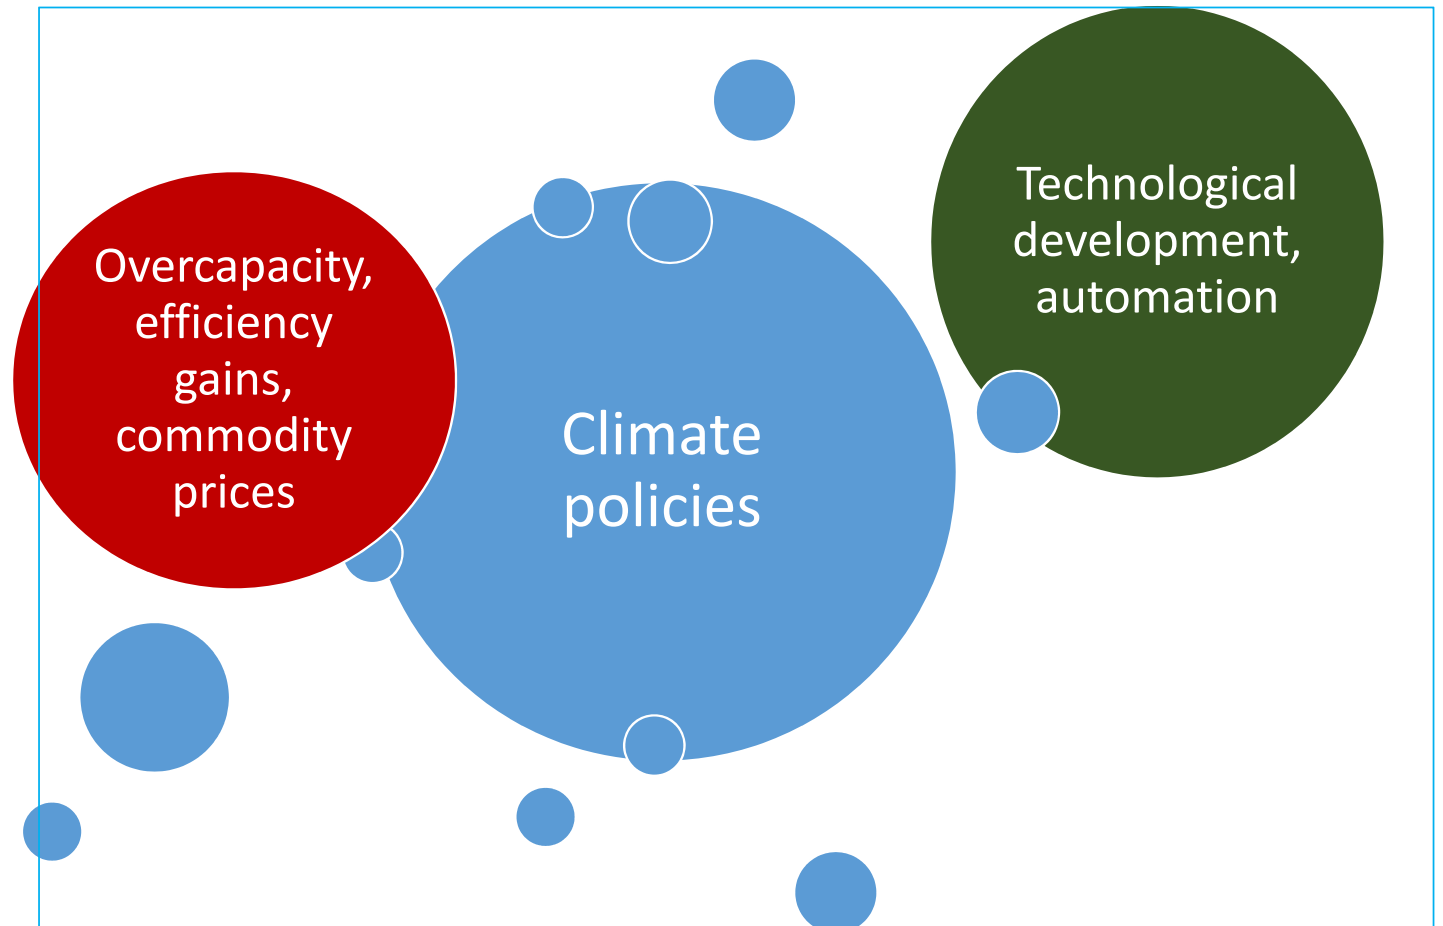 Overcapacity,
efficiency
gains,
commodity
prices
Climate
policies
Technological
development,
automation